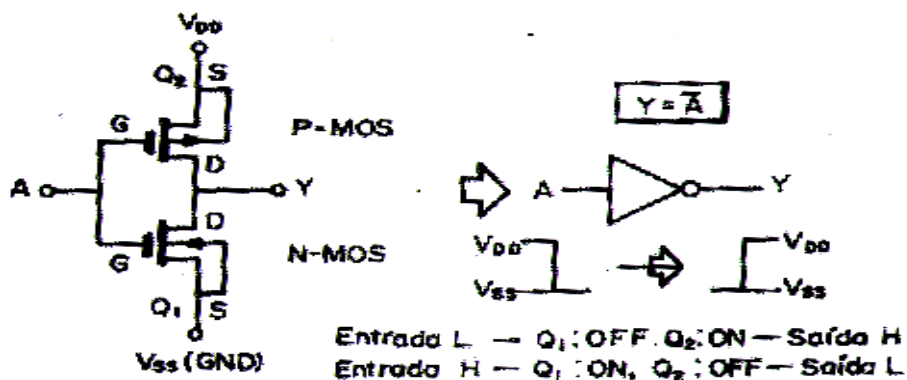 VDD
Q2 S
Y = A̅
G P-MOS
D
A Y A Y
D
VDD VDD
G N-MOS
VSS VSS
Q1 S
VSS (GND)
Entrada L — Q1: OFF. Q2: ON — Saída H
Entrada H — Q1: ON, Q2: OFF — Saída L